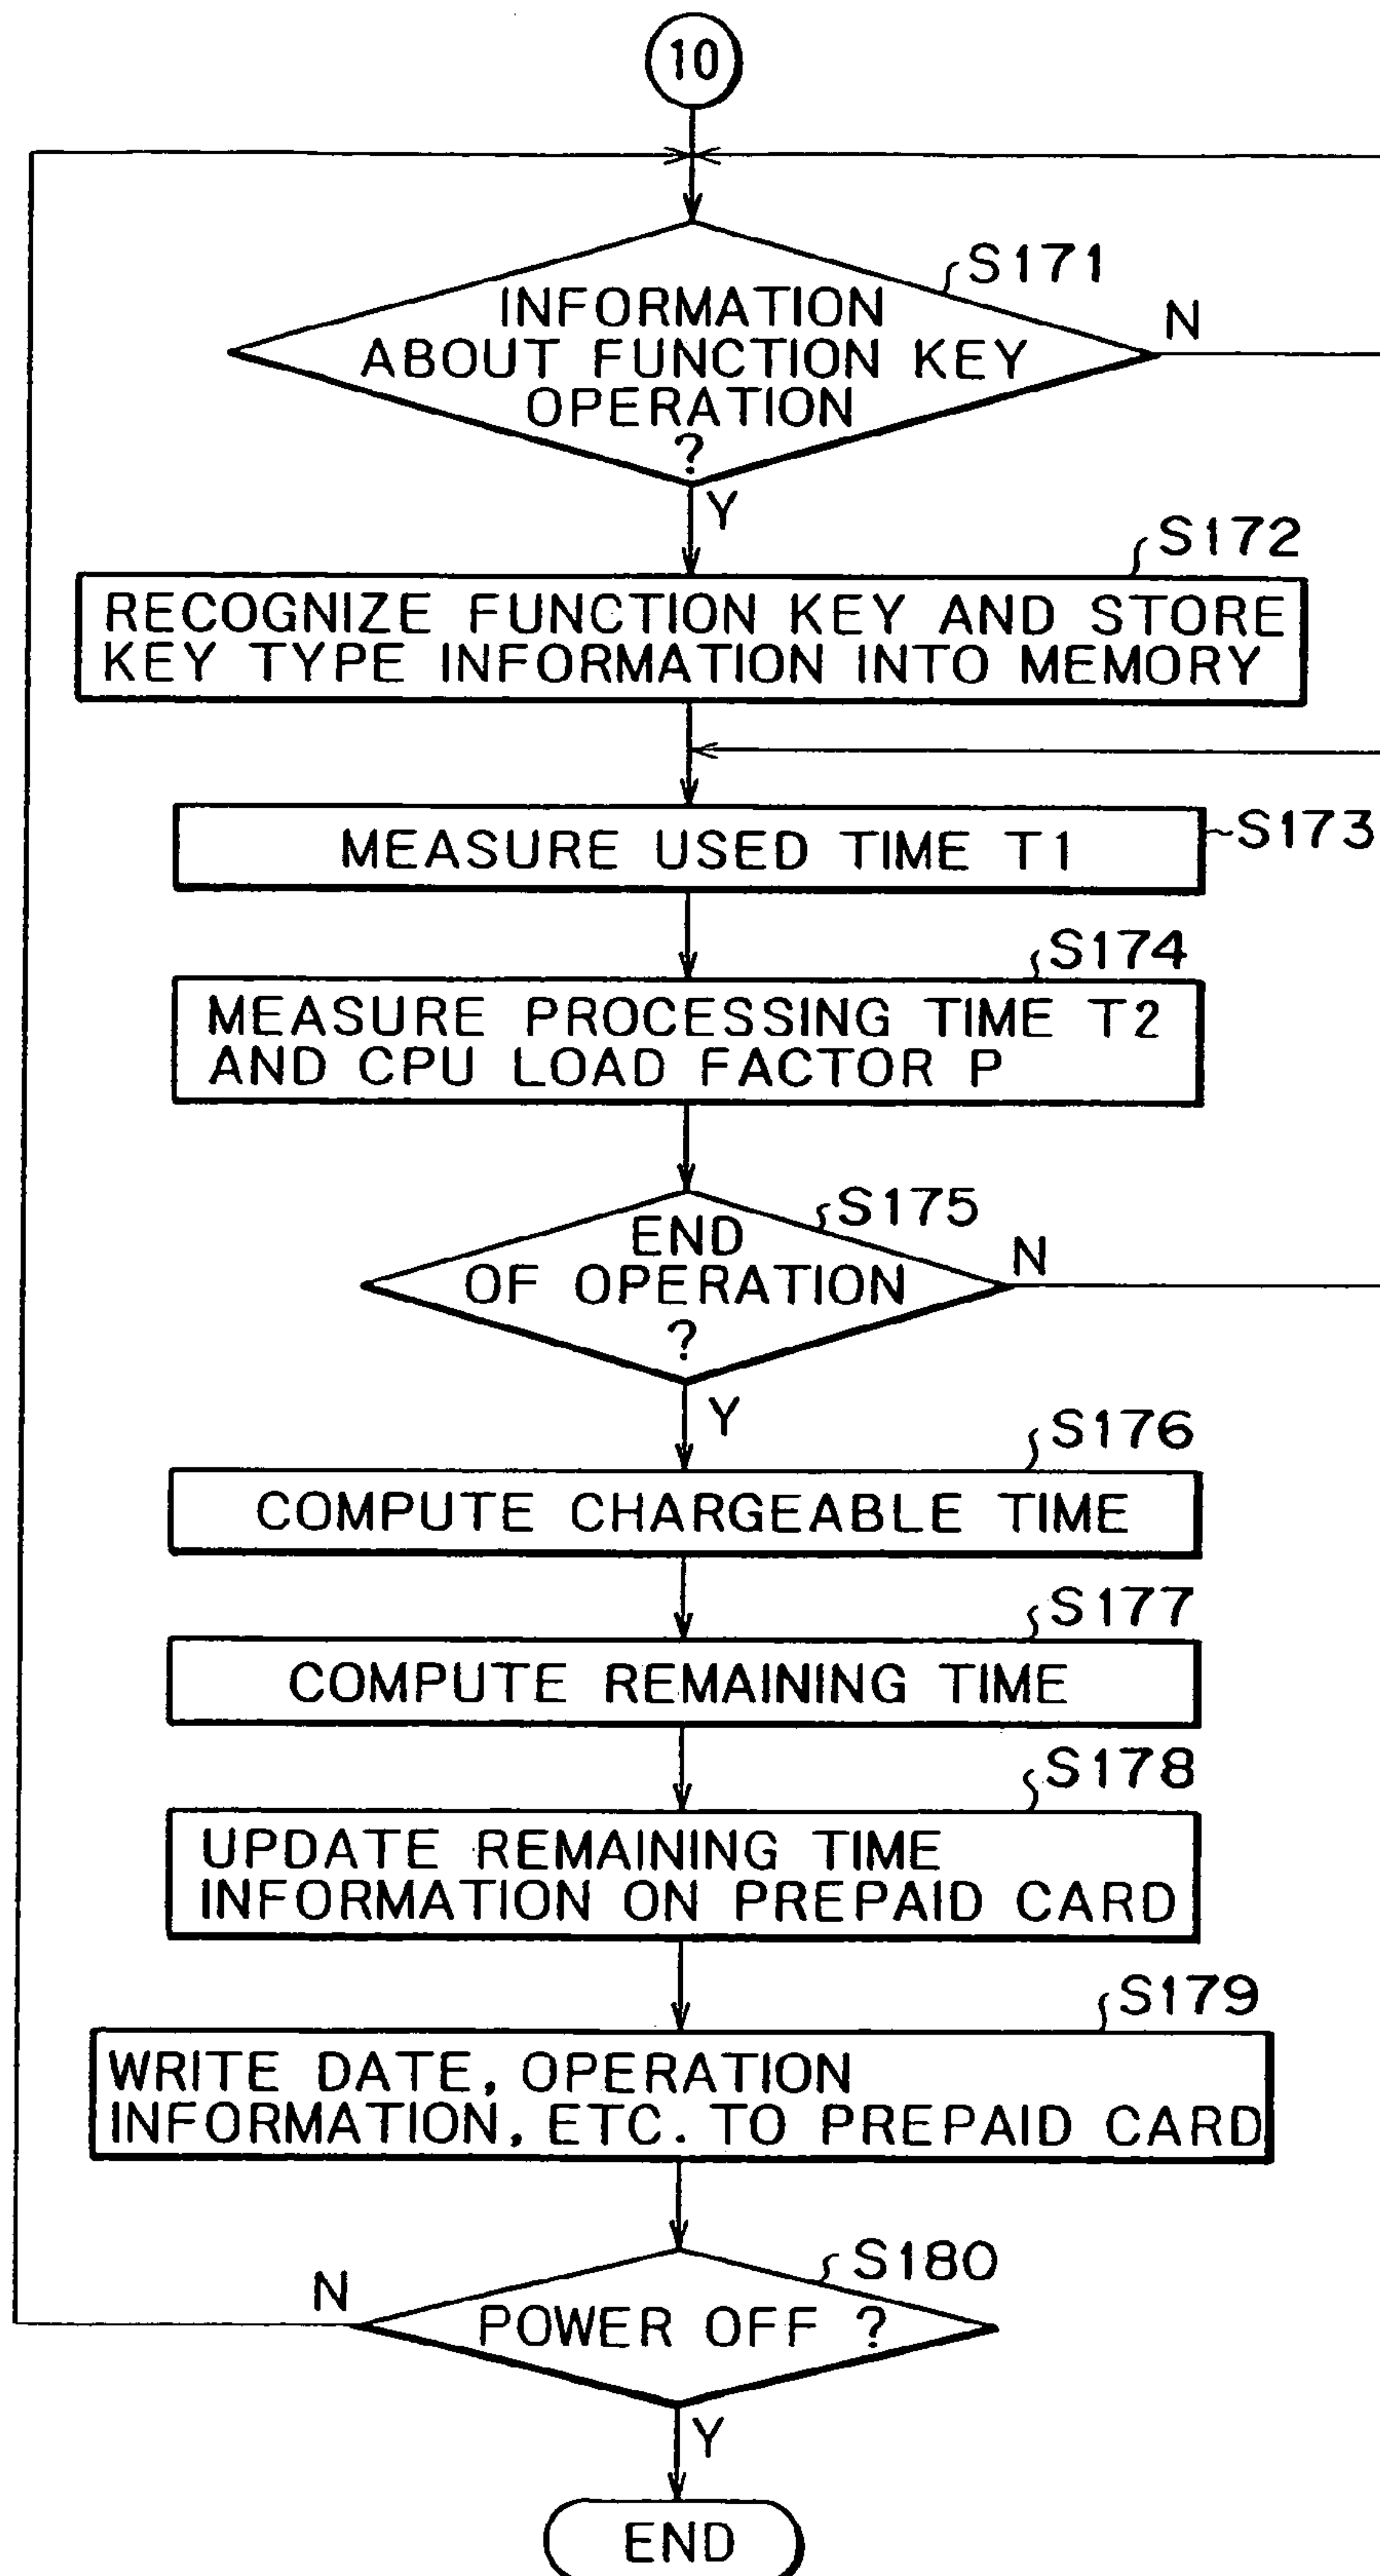 10
S171
INFORMATION
ABOUT FUNCTION KEY
OPERATION
?
N
Y
S172
RECOGNIZE FUNCTION KEY AND STORE
KEY TYPE INFORMATION INTO MEMORY
MEASURE USED TIME T1
S173
S174
MEASURE PROCESSING TIME T2
AND CPU LOAD FACTOR P
S175
END
OF OPERATION
?
N
Y
S176
COMPUTE CHARGEABLE TIME
S177
COMPUTE REMAINING TIME
S178
UPDATE REMAINING TIME
INFORMATION ON PREPAID CARD
S179
WRITE DATE, OPERATION
INFORMATION, ETC. TO PREPAID CARD
S180
N
POWER OFF ?
Y
END